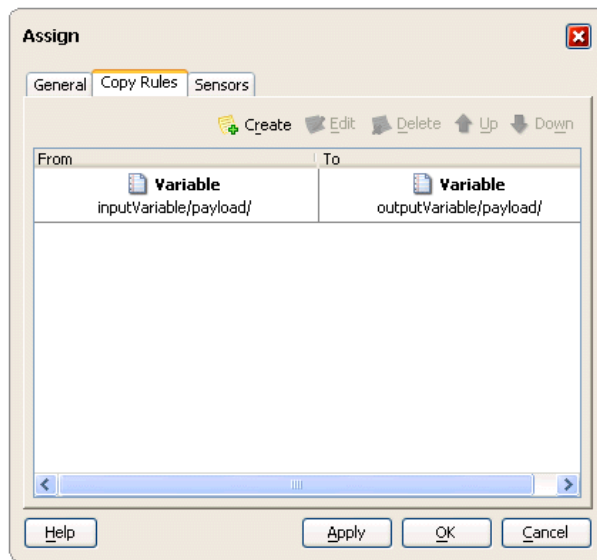 Assign
General Copy Rules Sensors
Create Edit Delete Up Down
From To
Variable Variable
inputVariable/payload/ outputVariable/payload/
Help Apply OK Cancel